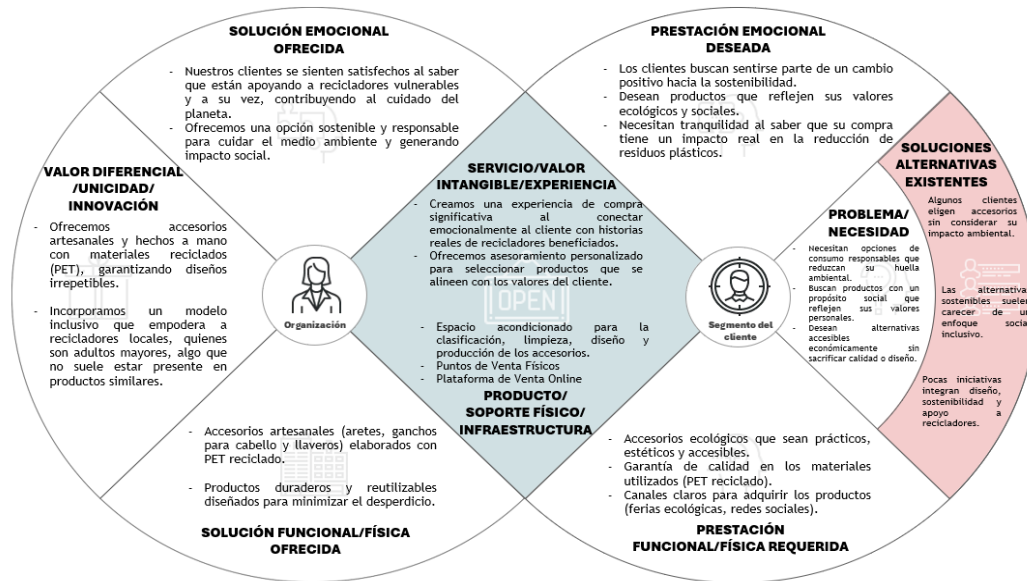 SOLUCIÓN EMOCIONAL
OFRECIDA
- Nuestros clientes se sienten satisfechos al saber
que están apoyando a recicladores vulnerables
y a su vez, contribuyendo al cuidado del
planeta.
- Ofrecemos una opción sostenible y responsable
para cuidar el medio ambiente y generando
impacto social.
PRESTACIÓN EMOCIONAL
DESEADA
- Los clientes buscan sentirse parte de un cambio
positivo hacia la sostenibilidad.
- Desean productos que reflejen sus valores
ecológicos y sociales.
- Necesitan tranquilidad al saber que su compra
tiene un impacto real en la reducción de
residuos plásticos.
VALOR DIFERENCIAL
/UNICIDAD/
INNOVACIÓN
- Ofrecemos accesorios
artesanales y hechos a mano
con materiales reciclados
(PET), garantizando diseños
irrepetibles.
- Incorporamos un modelo
inclusivo que empodera a
recicladores locales, quienes
son adultos mayores, algo que
no suele estar presente en
productos similares.
Organización
SERVICIO/VALOR
INTANGIBLE/EXPERIENCIA
- Creamos una experiencia de compra
significativa al conectar
emocionalmente al cliente con historias
reales de recicladores beneficiados.
- Ofrecemos asesoramiento personalizado
para seleccionar productos que se
alineen con los valores del cliente.
OPEN
- Espacio acondicionado para la
clasificación, limpieza, diseño y
producción de los accesorios.
- Puntos de Venta Físicos
- Plataforma de Venta Online
PRODUCTO/
SOPORTE FÍSICO/
INFRAESTRUCTURA
Segmento del
cliente
PROBLEMA/
NECESIDAD
- Necesitan opciones de
consumo responsables que
reduzcan su huella
ambiental.
- Buscan productos con un
propósito social que
reflejen sus valores
personales.
- Desean alternativas
accesibles
económicamente sin
sacrificar calidad o diseño.
SOLUCIONES
ALTERNATIVAS
EXISTENTES
Algunos clientes
eligen accesorios
sin considerar su
impacto ambiental.
Las alternativas
sostenibles suelen
carecer de un
enfoque social
inclusivo.
Pocas iniciativas
integran diseño,
sostenibilidad y
apoyo a
recicladores.
- Accesorios artesanales (aretes, ganchos
para cabello y llaveros) elaborados con
PET reciclado.
- Productos duraderos y reutilizables
diseñados para minimizar el desperdicio.
SOLUCIÓN FUNCIONAL/FÍSICA
OFRECIDA
- Accesorios ecológicos que sean prácticos,
estéticos y accesibles.
- Garantía de calidad en los materiales
utilizados (PET reciclado).
- Canales claros para adquirir los productos
(ferias ecológicas, redes sociales).
PRESTACIÓN
FUNCIONAL/FÍSICA REQUERIDA